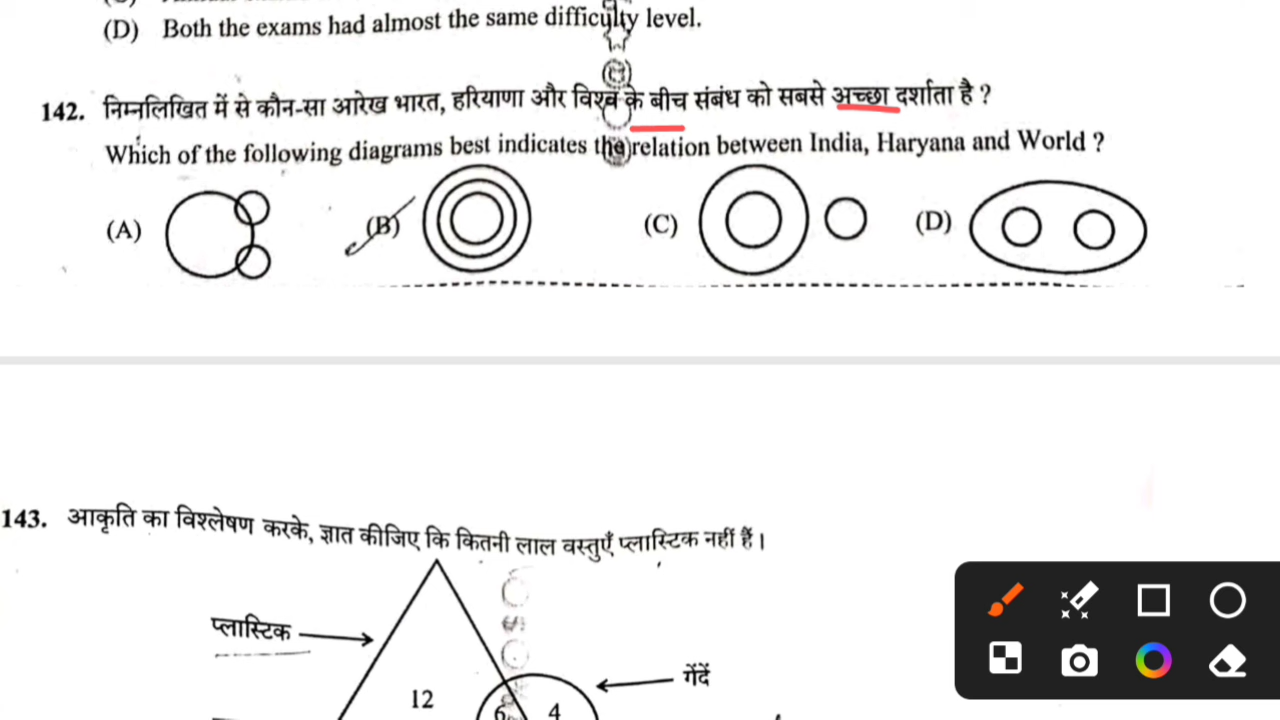 (D) Both the exams had almost the same difficulty level.
142. निम्नलिखित में से कौन-सा आरेख भारत, हरियाणा और विश्व के बीच संबंध को सबसे अच्छा दर्शाता है ?
Which of the following diagrams best indicates the relation between India, Haryana and World ?
(A) (B) (C) (D)
143. आकृति का विश्लेषण करके, ज्ञात कीजिए कि कितनी लाल वस्तुएँ प्लास्टिक नहीं हैं।
प्लास्टिक
गेंदें
12 6 4